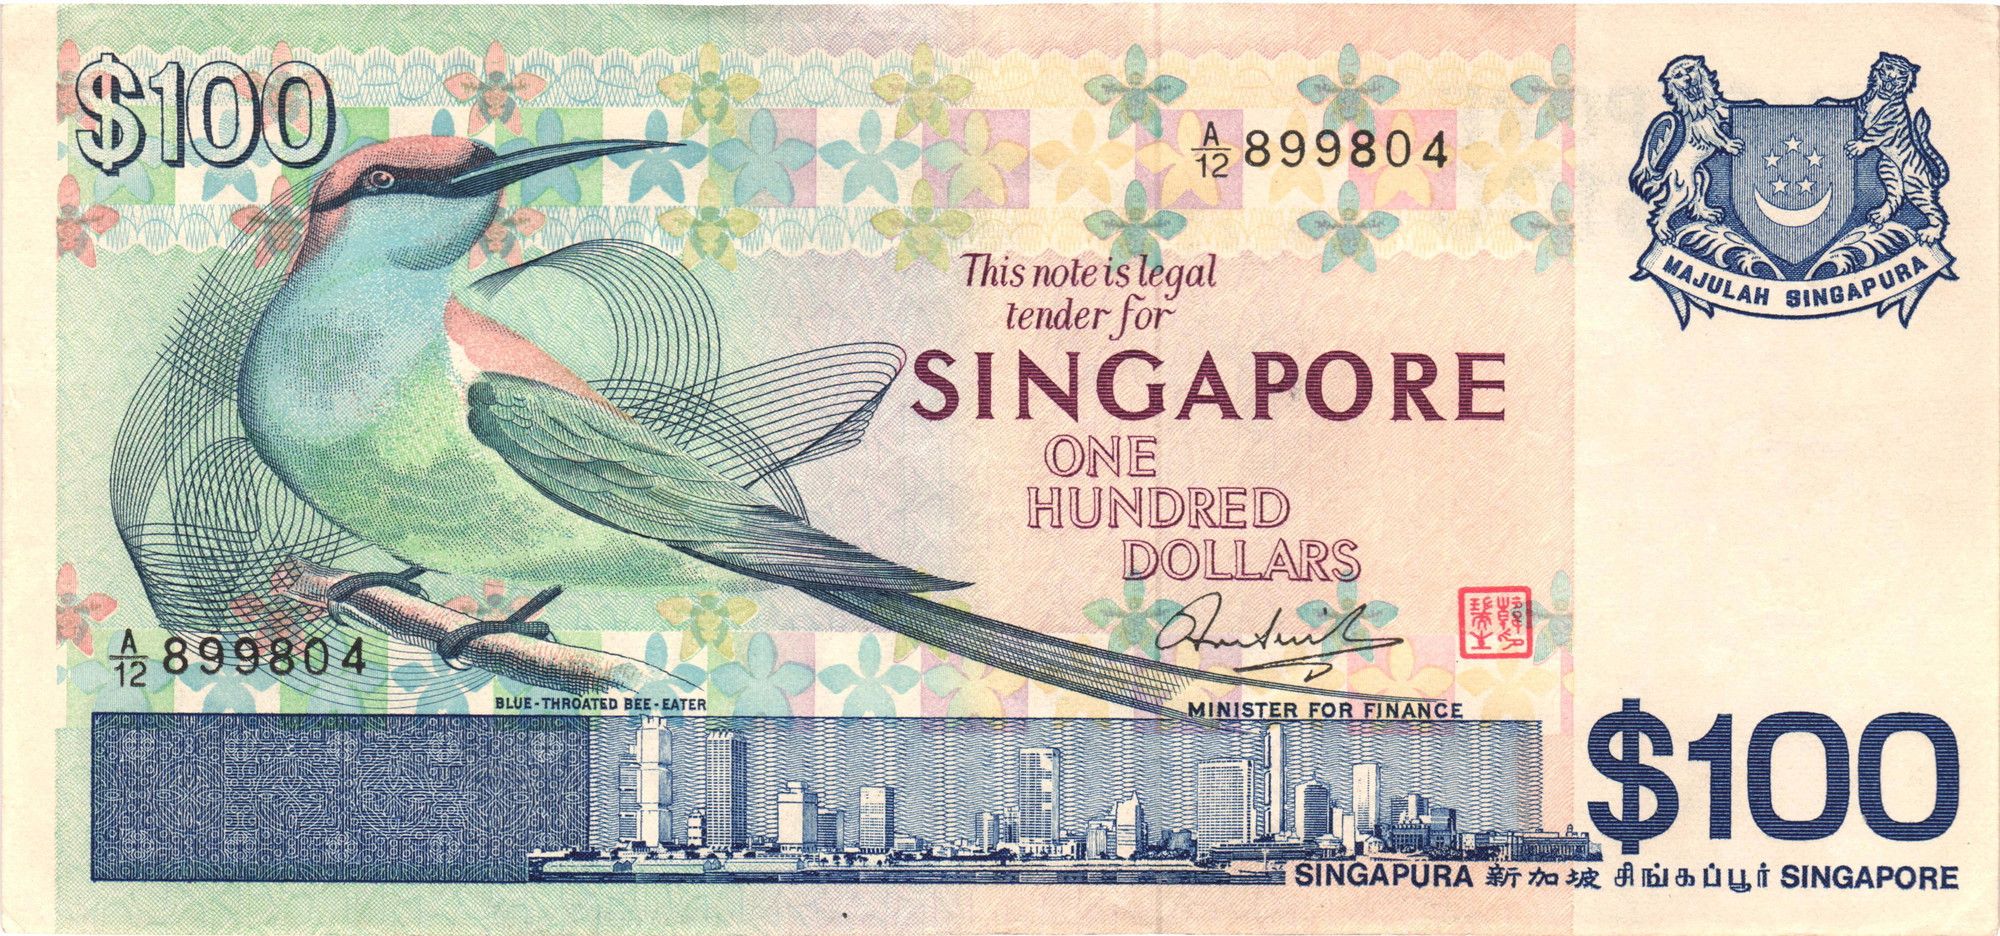 $100
A/12 899804
MAJULAH SINGAPURA
This note is legal
tender for
SINGAPORE
ONE
HUNDRED
DOLLARS
A/12 899804
BLUE-THROATED BEE-EATER
MINISTER FOR FINANCE
$100
SINGAPURA 新加坡 சிங்கப்பூர் SINGAPORE